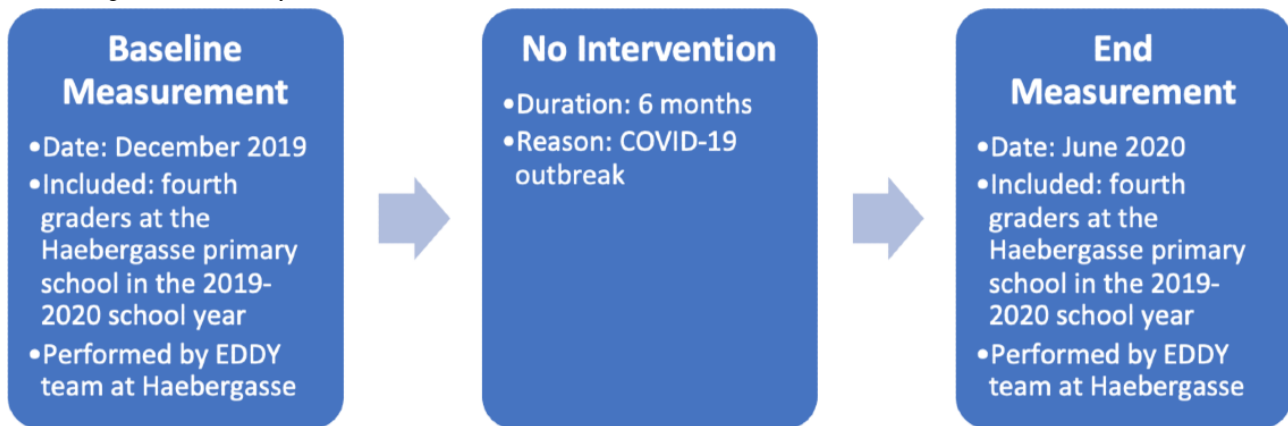 Baseline
Measurement
•Date: December 2019
•Included: fourth
graders at the
Haebergasse primary
school in the 2019-
2020 school year
•Performed by EDDY
team at Haebergasse
No Intervention
•Duration: 6 months
•Reason: COVID-19
outbreak
End
Measurement
•Date: June 2020
•Included: fourth
graders at the
Haebergasse primary
school in the 2019-
2020 school year
•Performed by EDDY
team at Haebergasse